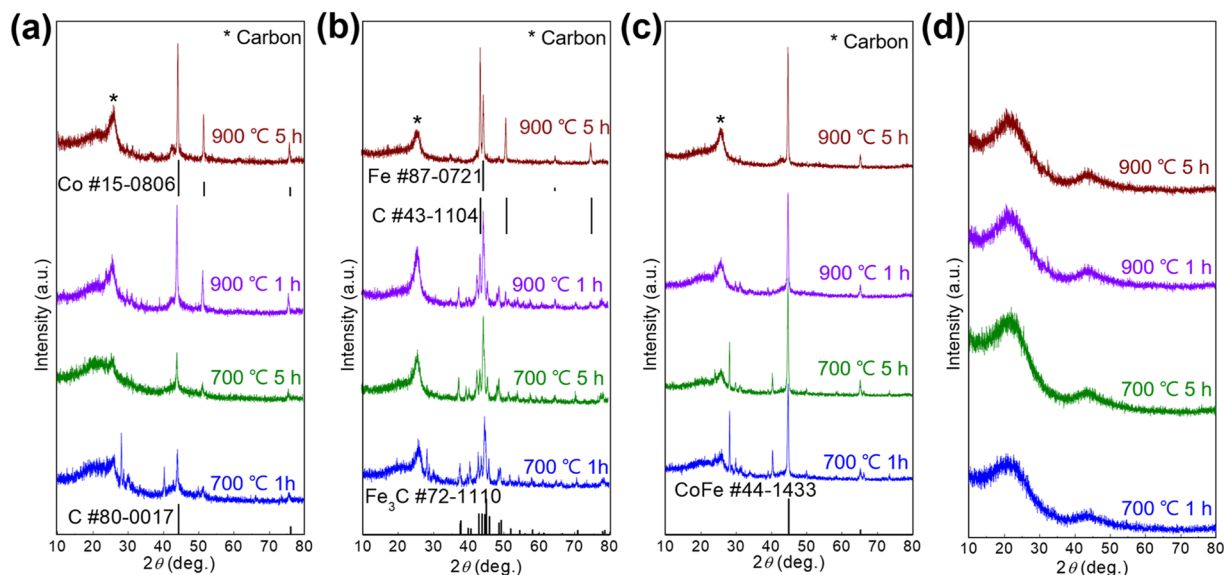 (a)
* Carbon
*
900 ℃ 5 h
Co #15-0806
900 ℃ 1 h
700 ℃ 5 h
700 ℃ 1h
C #80-0017
Intensity (a.u.)
10 20 30 40 50 60 70 80
2θ (deg.)
(b)
* Carbon
*
900 ℃ 5 h
Fe #87-0721
C #43-1104
900 ℃ 1 h
700 ℃ 5 h
700 ℃ 1h
Fe₃C #72-1110
Intensity (a.u.)
10 20 30 40 50 60 70 80
2θ (deg.)
(c)
* Carbon
*
900 ℃ 5 h
900 ℃ 1 h
700 ℃ 5 h
700 ℃ 1h
CoFe #44-1433
Intensity (a.u.)
10 20 30 40 50 60 70 80
2θ (deg.)
(d)
900 ℃ 5 h
900 ℃ 1 h
700 ℃ 5 h
700 ℃ 1 h
Intensity (a.u.)
10 20 30 40 50 60 70 80
2θ (deg.)